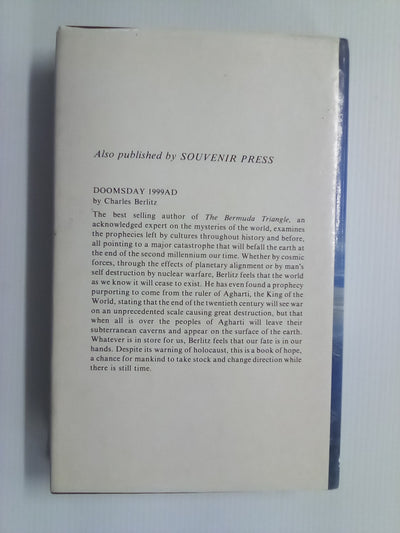 Also published by SOUVENIR PRESS
DOOMSDAY 1999AD
by Charles Berlitz
The best selling author of The Bermuda Triangle, an
acknowledged expert on the mysteries of the world, examines
the prophecies left by cultures throughout history and before,
all pointing to a major catastrophe that will befall the earth at
the end of the second millennium our time. Whether by cosmic
forces, through the effects of planetary alignment or by man's
self destruction by nuclear warfare, Berlitz feels that the world
as we know it will cease to exist. He has even found a prophecy
purporting to come from the ruler of Agharti, the King of the
World, stating that the end of the twentieth century will see war
on an unprecedented scale causing great destruction, but that
when all is over the peoples of Agharti will leave their
subterranean caverns and appear on the surface of the earth.
Whatever is in store for us, Berlitz feels that our fate is in our
hands. Despite its warning of holocaust, this is a book of hope,
a chance for mankind to take stock and change direction while
there is still time.